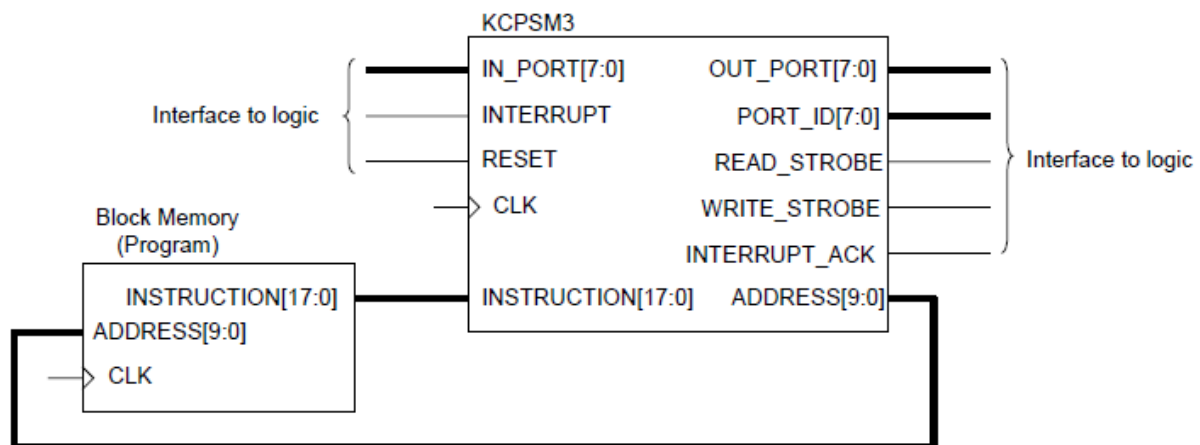 KCPSM3
IN_PORT[7:0]
OUT_PORT[7:0]
Interface to logic
INTERRUPT
PORT_ID[7:0]
RESET
READ_STROBE
Interface to logic
CLK
WRITE_STROBE
Block Memory
(Program)
INTERRUPT_ACK
INSTRUCTION[17:0]
INSTRUCTION[17:0]
ADDRESS[9:0]
ADDRESS[9:0]
CLK